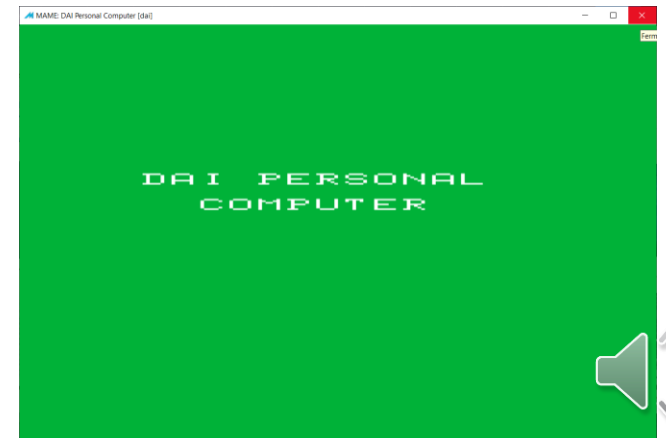 MAME: DAI Personal Computer [dai]
Ferm
DAI PERSONAL
COMPUTER